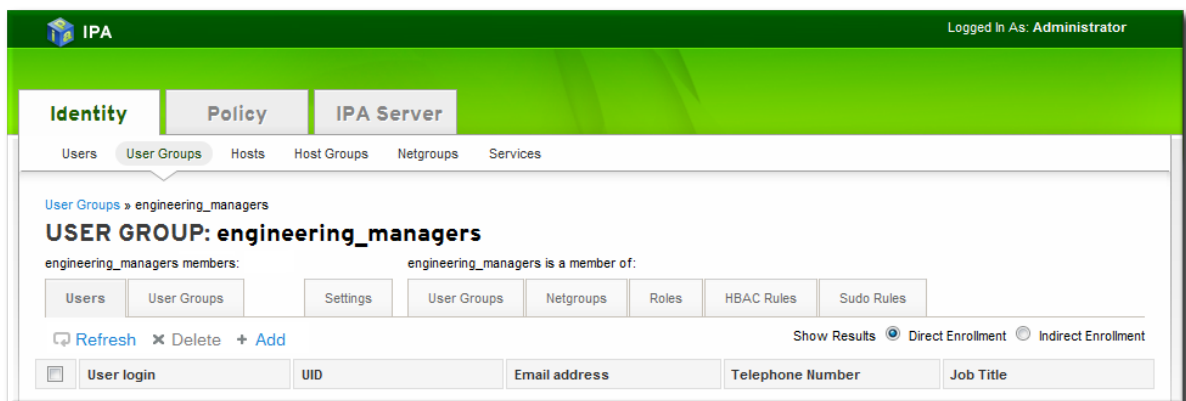 IPA Logged In As: Administrator
Identity Policy IPA Server
Users User Groups Hosts Host Groups Netgroups Services
User Groups » engineering_managers
USER GROUP: engineering_managers
engineering_managers members: engineering_managers is a member of:
Users User Groups Settings User Groups Netgroups Roles HBAC Rules Sudo Rules
Refresh Delete + Add Show Results Direct Enrollment Indirect Enrollment
User login UID Email address Telephone Number Job Title